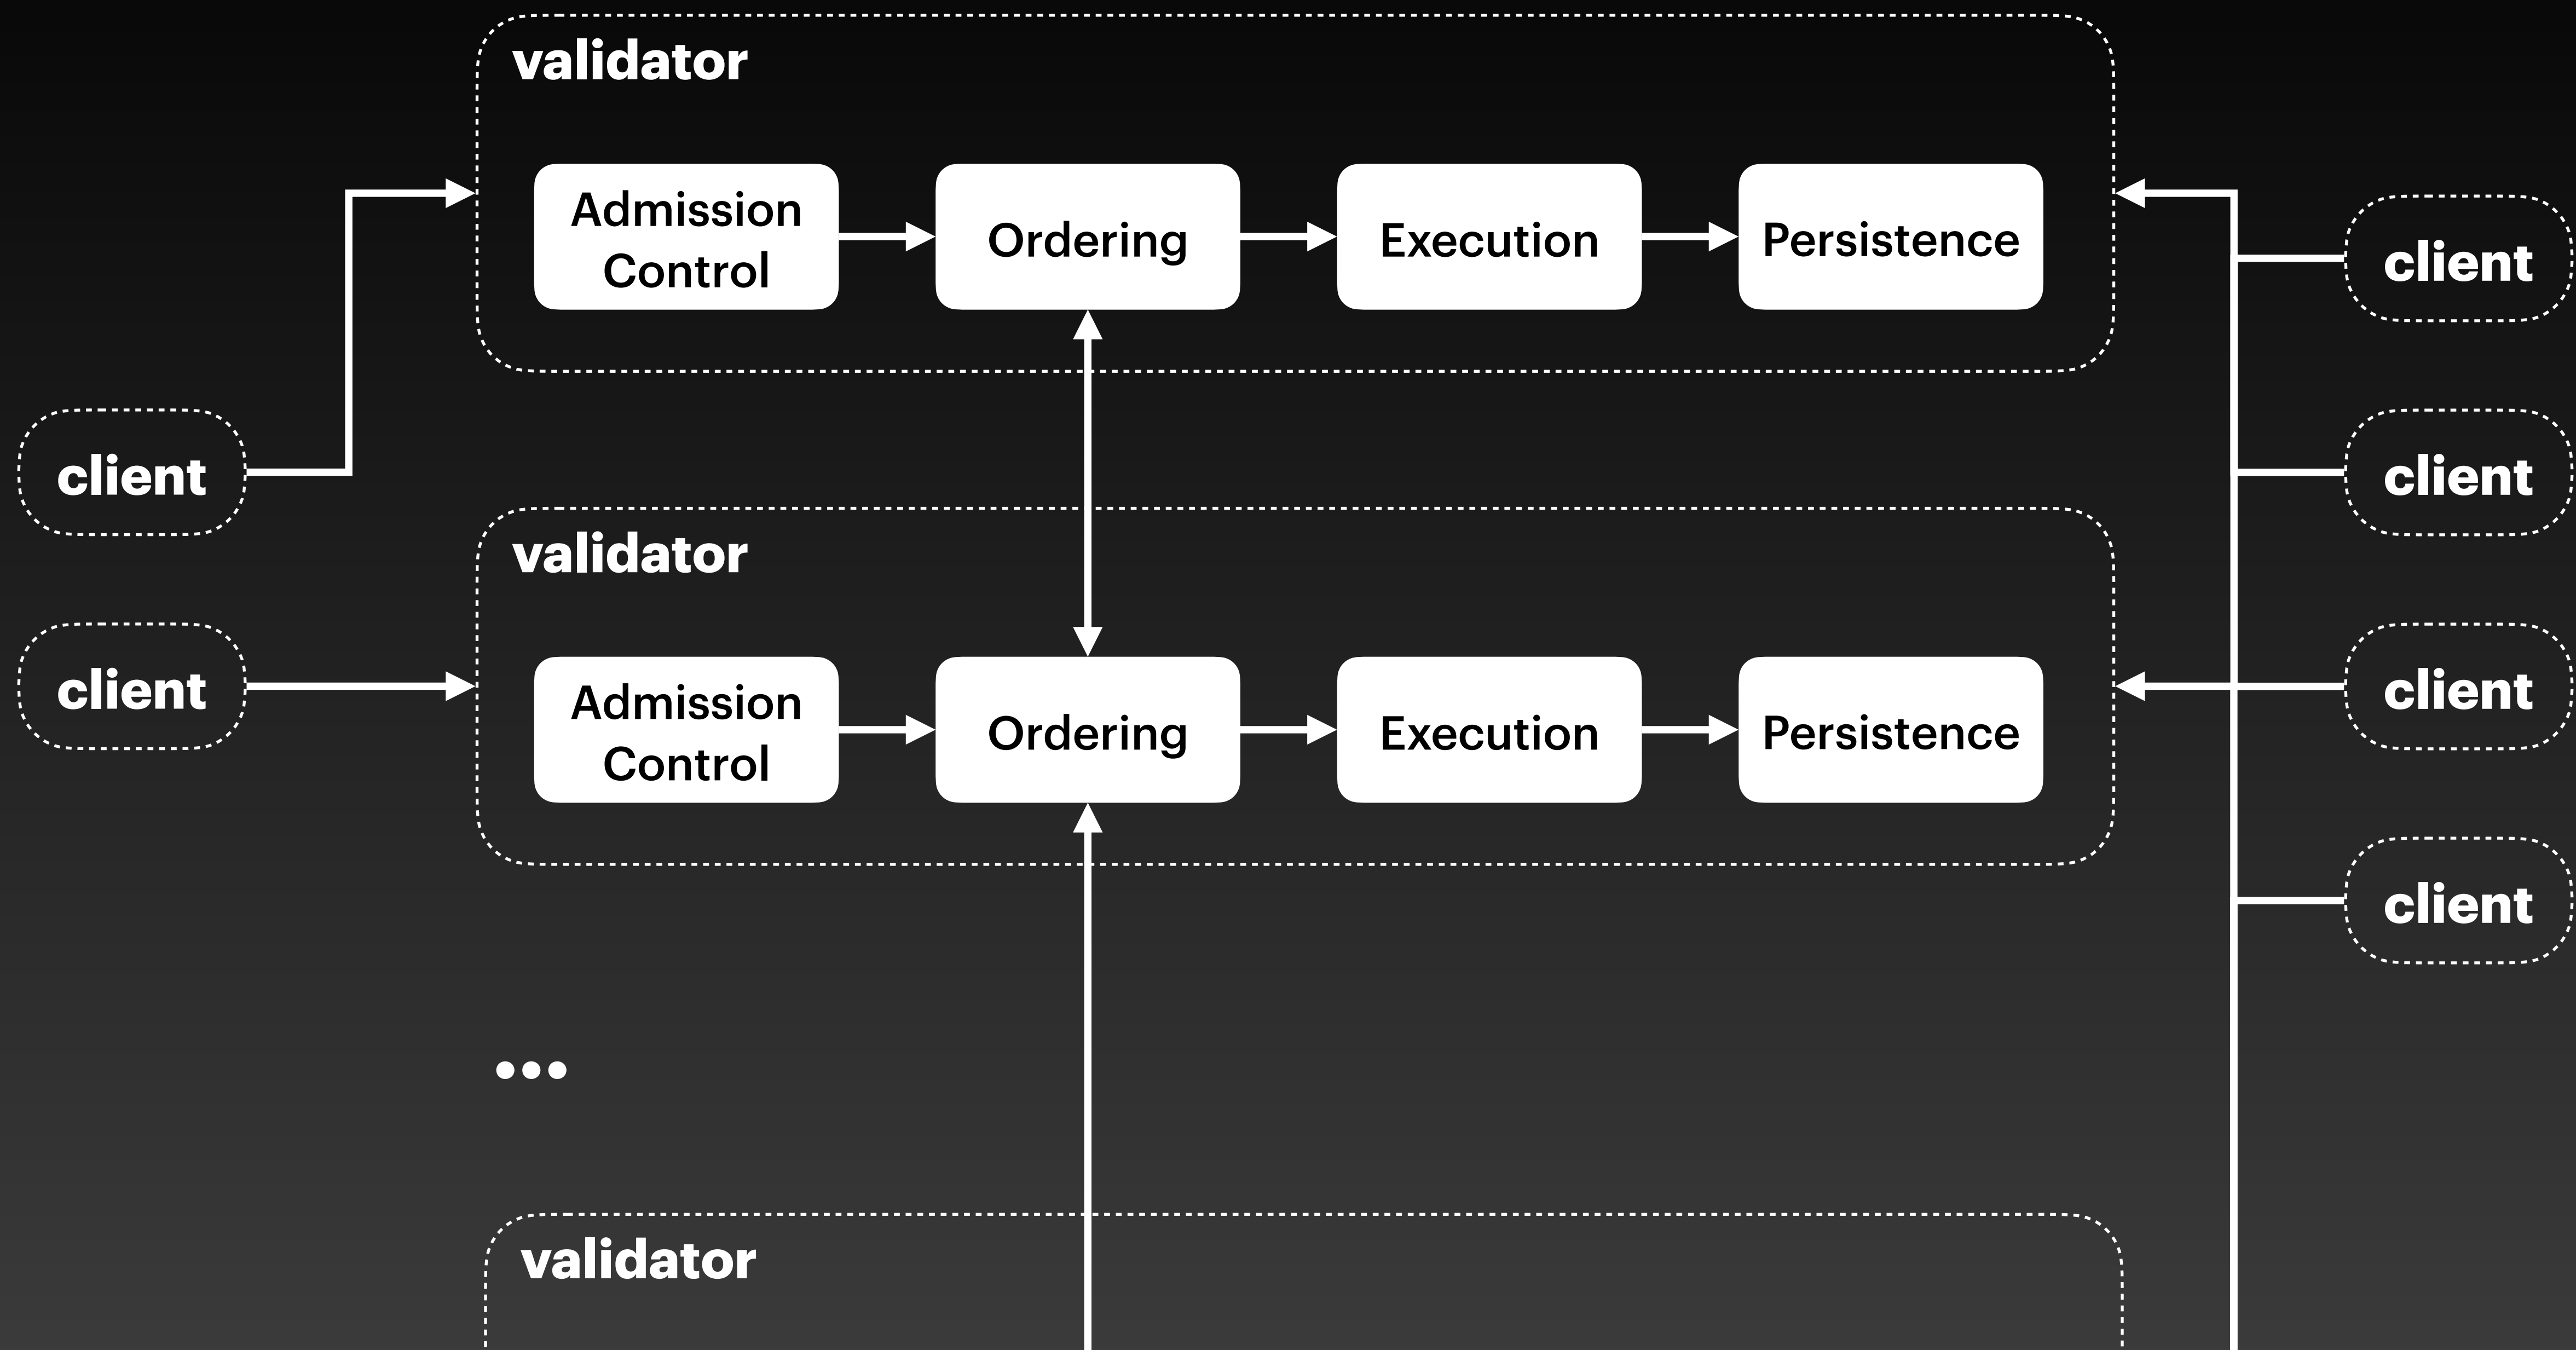 validator
Admission
Control
Ordering
Execution
Persistence
client
client
client
validator
Admission
Control
Ordering
Execution
Persistence
client
client
client
•••
validator